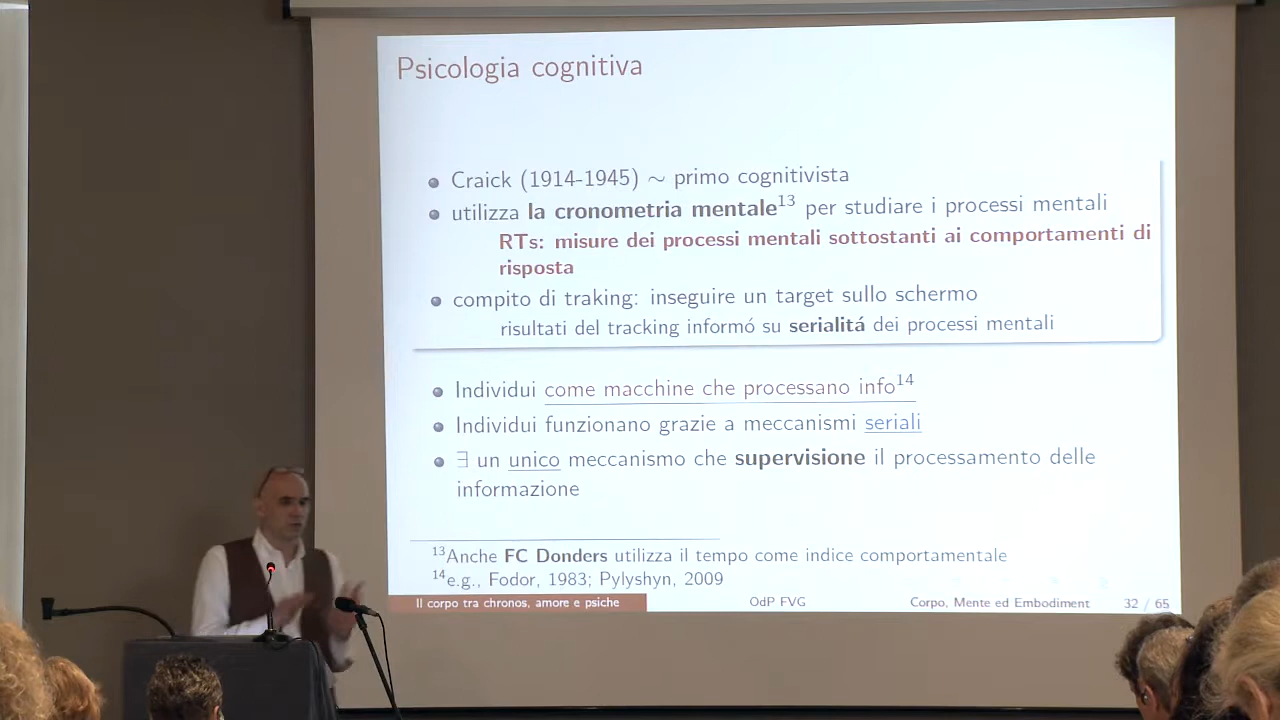 Psicologia cognitiva
Craick (1914-1945) ∼ primo cognitivista
utilizza la cronometria mentale13 per studiare i processi mentali
RTs: misure dei processi mentali sottostanti ai comportamenti di
risposta
compito di traking: inseguire un target sullo schermo
risultati del tracking informó su serialitá dei processi mentali
Individui come macchine che processano info14
Individui funzionano grazie a meccanismi seriali
∃ un unico meccanismo che supervisione il processamento delle
informazione
13Anche FC Donders utilizza il tempo come indice comportamentale
14e.g., Fodor, 1983; Pylyshyn, 2009
Il corpo tra chronos, amore e psiche OdP FVG Corpo, Mente ed Embodiment 32 / 65